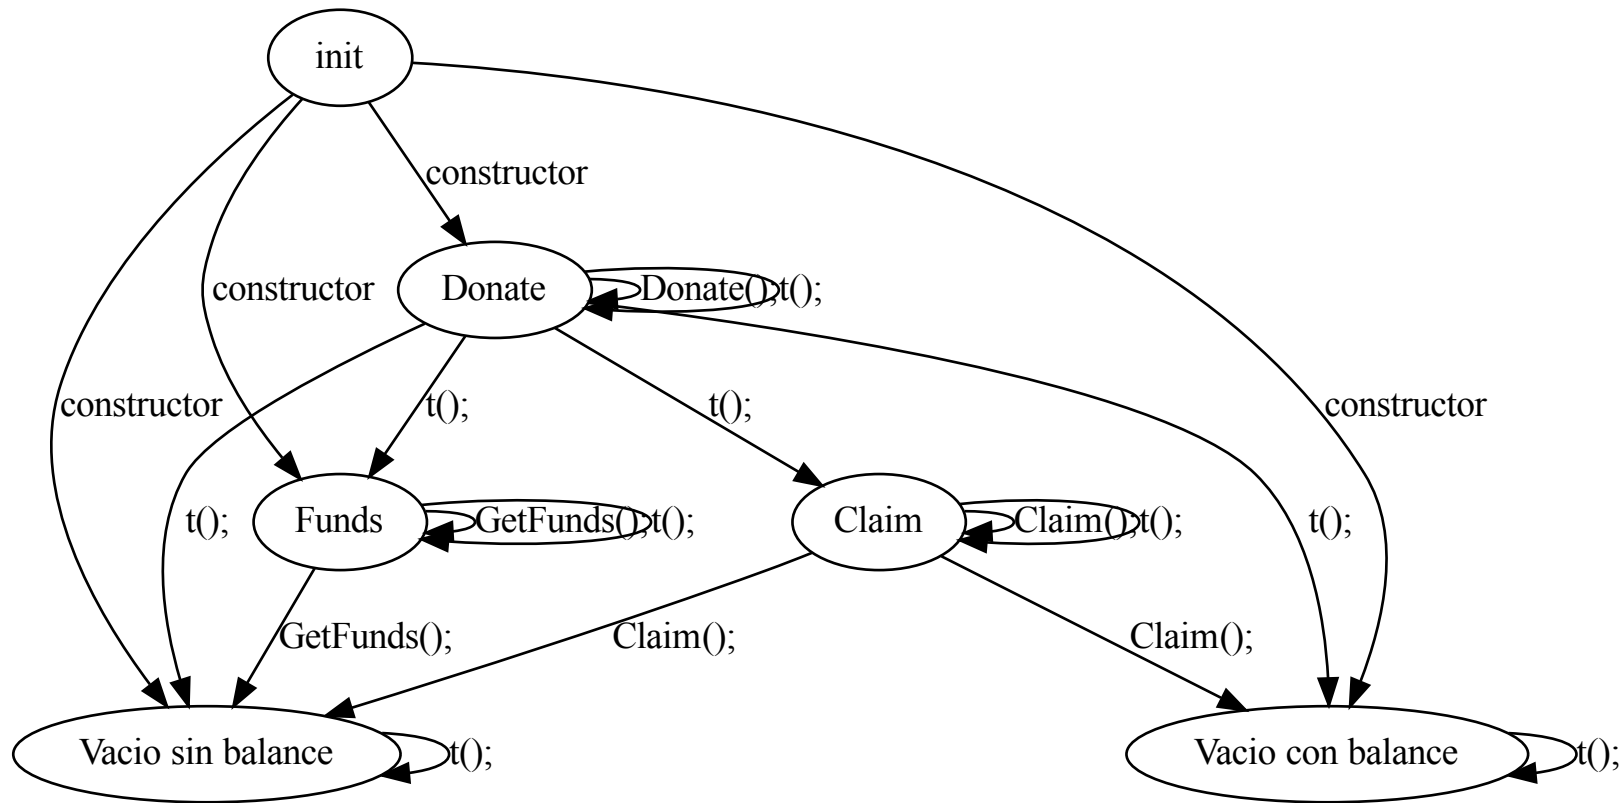 init
constructor
Donate
Donate();
t();
constructor
constructor
t();
t();
constructor
t();
Funds
GetFunds();
t();
Claim
Claim();
t();
t();
GetFunds();
Claim();
Claim();
Vacio sin balance
t();
Vacio con balance
t();